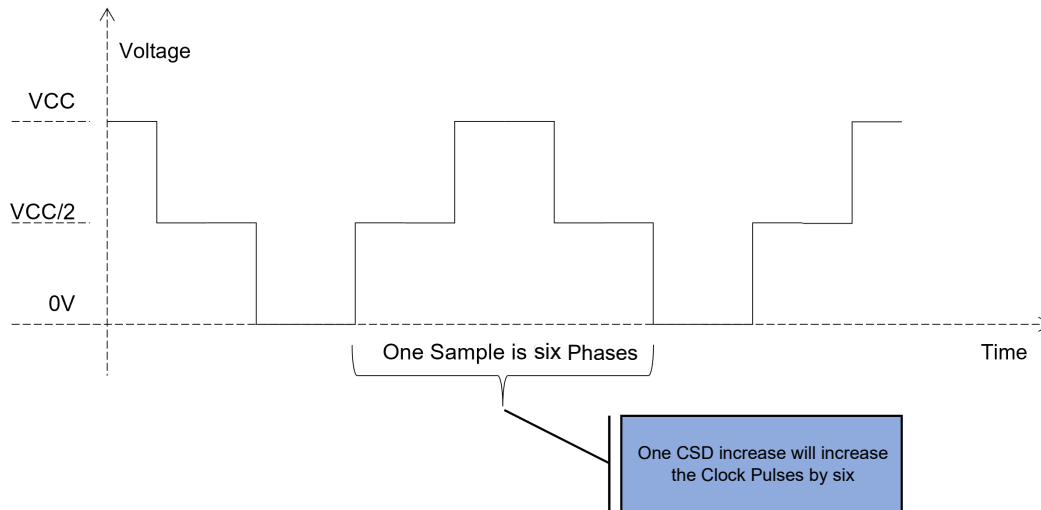 Voltage
VCC
VCC/2
0V
One Sample is six Phases
Time
One CSD increase will increase
the Clock Pulses by six